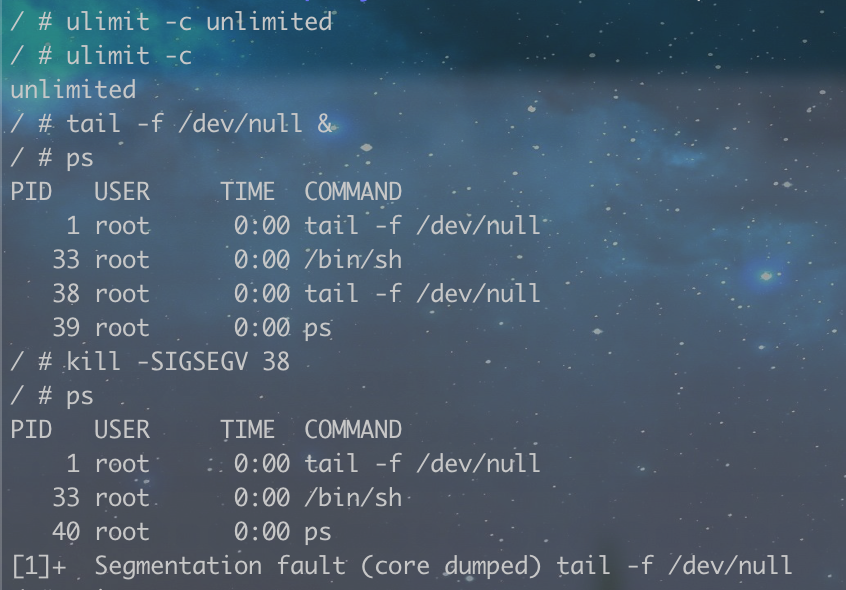 / # ulimit -c unlimited
/ # ulimit -c
unlimited
/ # tail -f /dev/null &
/ # ps
PID   USER     TIME  COMMAND
    1 root      0:00 tail -f /dev/null
   33 root      0:00 /bin/sh
   38 root      0:00 tail -f /dev/null
   39 root      0:00 ps
/ # kill -SIGSEGV 38
/ # ps
PID   USER     TIME  COMMAND
    1 root      0:00 tail -f /dev/null
   33 root      0:00 /bin/sh
   40 root      0:00 ps
[1]+  Segmentation fault (core dumped) tail -f /dev/null